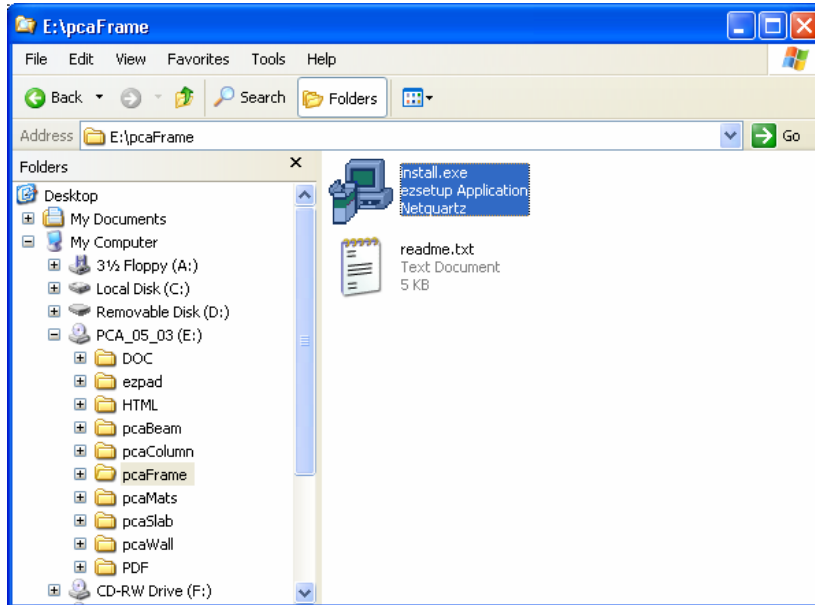 E:\pcaFrame
File Edit View Favorites Tools Help
Back Search Folders
Address E:\pcaFrame Go
Folders
Desktop
My Documents
My Computer
3½ Floppy (A:)
Local Disk (C:)
Removable Disk (D:)
PCA_05_03 (E:)
DOC
ezpad
HTML
pcaBeam
pcaColumn
pcaFrame
pcaMats
pcaSlab
pcaWall
PDF
CD-RW Drive (F:)
install.exe
ezsetup Application
Netquartz
readme.txt
Text Document
5 KB